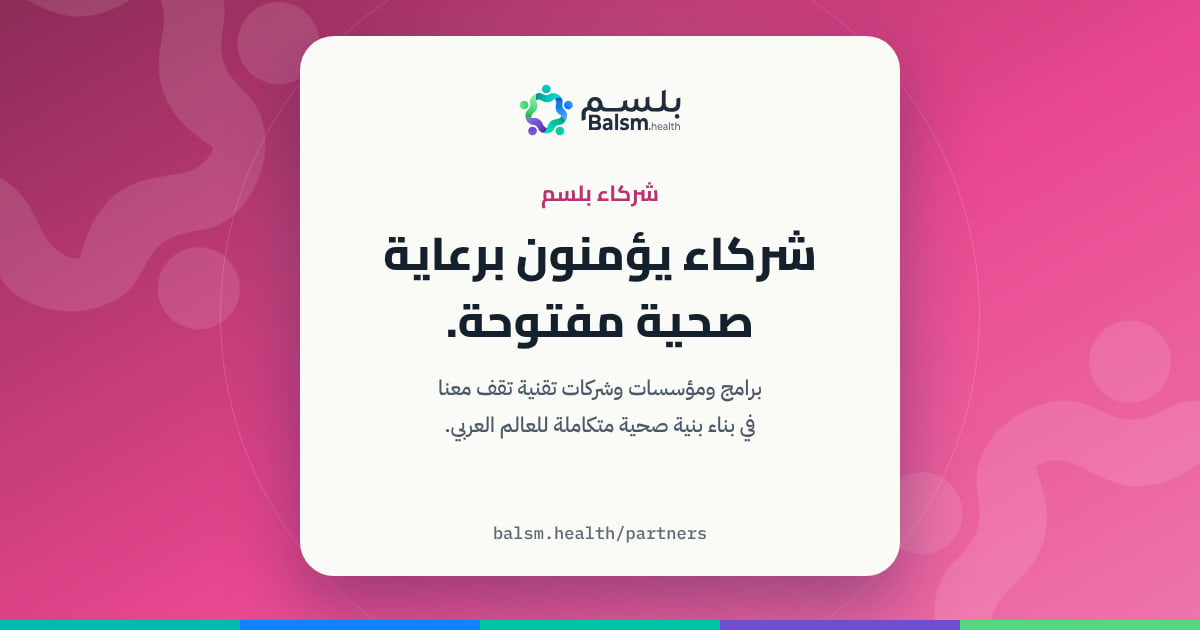 بلسم
Balsm.health
شركاء بلسم
شركاء يؤمنون برعاية
صحية مفتوحة.
برامج ومؤسسات وشركات تقنية تقف معنا
في بناء بنية صحية متكاملة للعالم العربي.
balsm.health/partners